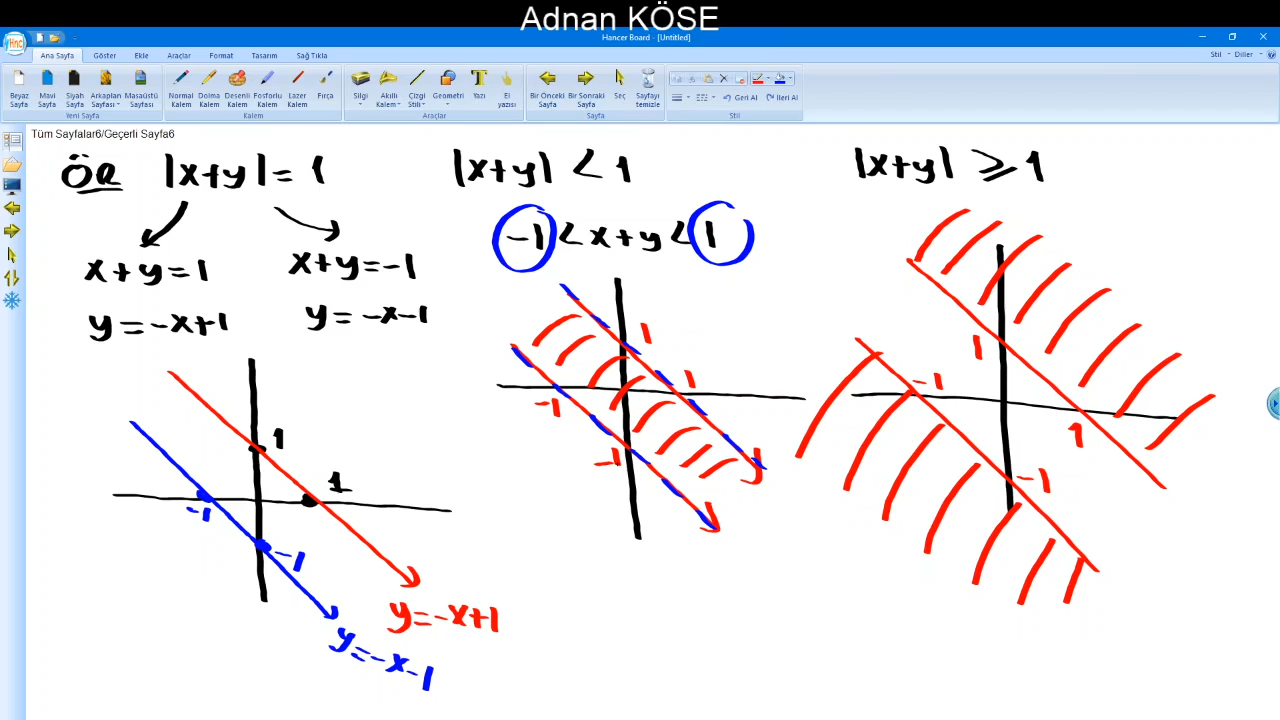 Adnan KÖSE
Hancer Board - [Untitled]
Hnc
Ana Sayfa Göster Ekle Araçlar Format Tasarım Sağ Tıkla Stil Diller
Beyaz Sayfa Mavi Sayfa Siyah Sayfa Arkaplan Sayfası Masaüstü Sayfası Normal Kalem Dolma Kalem Desenli Kalem Fosforlu Kalem Lazer Kalem Fırça Silgi Akıllı Kalem Çizgi Stili Geometri Yazı El yazısı Bir Önceki Sayfa Bir Sonraki Sayfa Seç Sayfayı temizle Geri Al İleri Al
Yeni Sayfa Kalem Araçlar Sayfa Stil
Tüm Sayfalar6/Geçerli Sayfa6
ÖR |x+y|=1
x+y=1 x+y=-1
y=-x+1 y=-x-1
1
1
-1
-1
y=-x+1
y=-x-1
|x+y|<1
-1<x+y<1
1
1
-1
-1
|x+y|⩾1
1
-1
1
-1